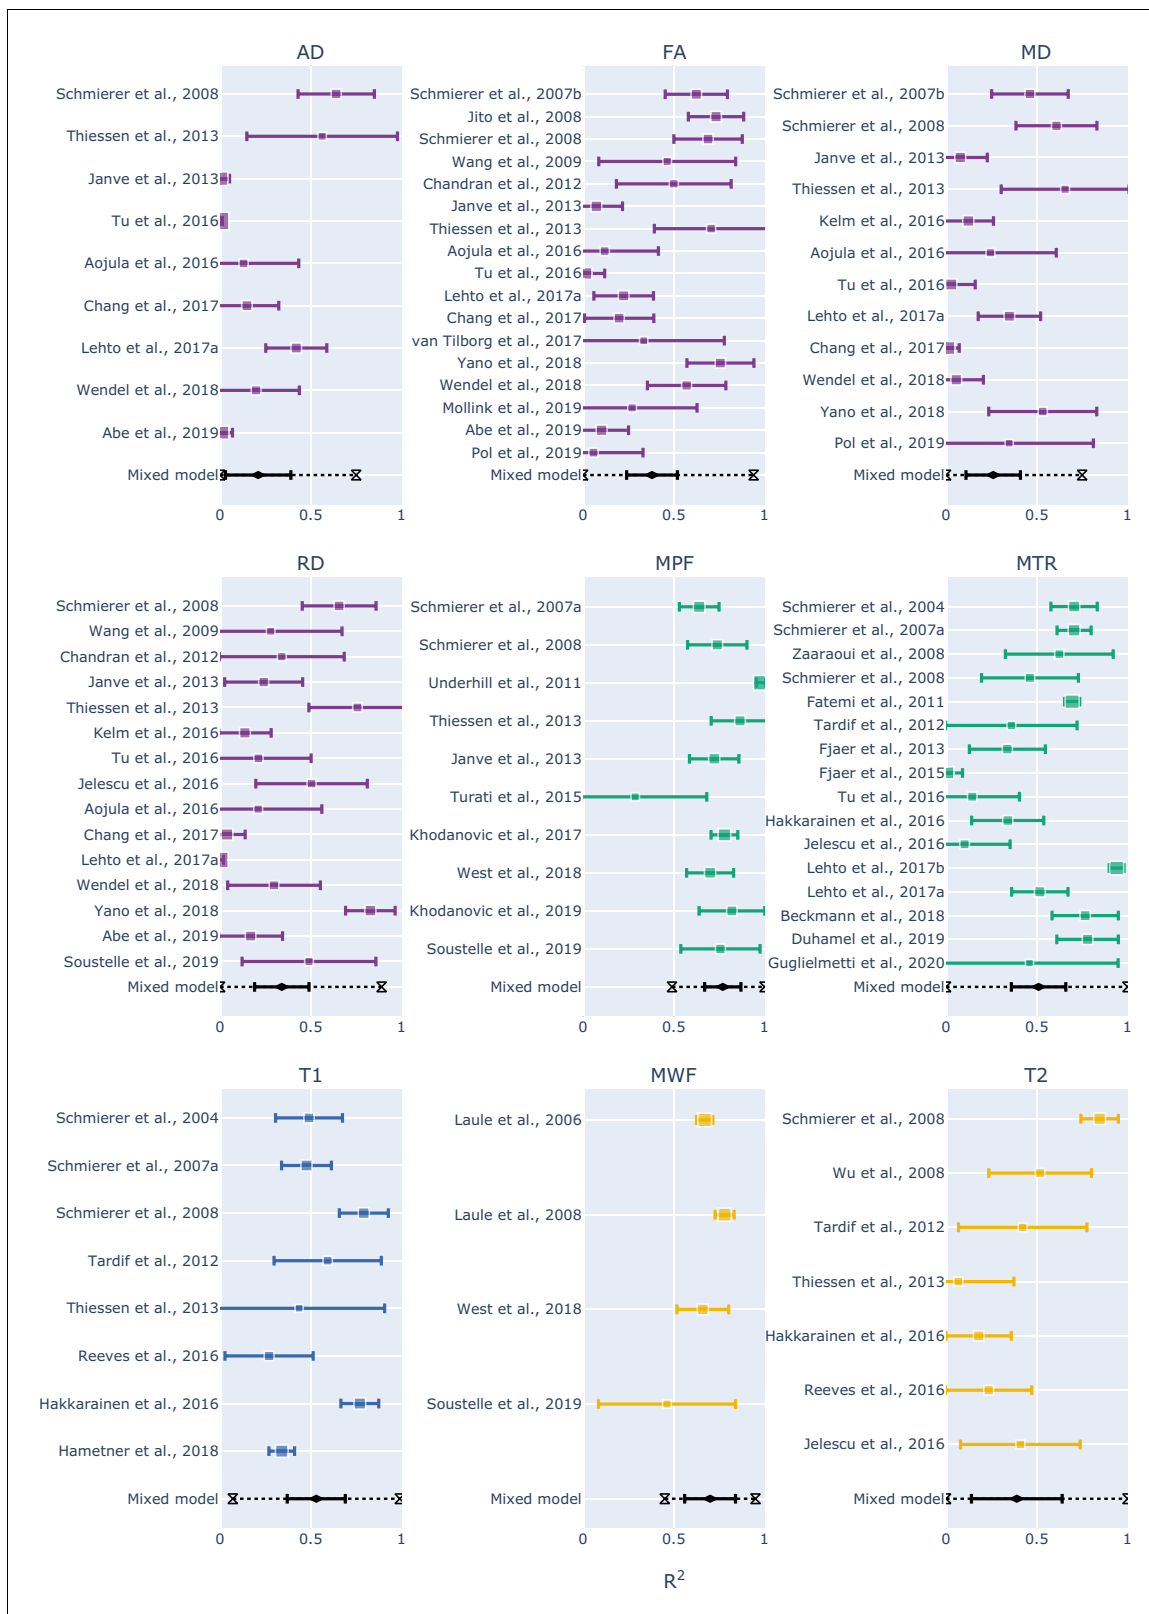 AD
Schmierer et al., 2008
Thiessen et al., 2013
Janve et al., 2013
Tu et al., 2016
Aojula et al., 2016
Chang et al., 2017
Lehto et al., 2017a
Wendel et al., 2018
Abe et al., 2019
Mixed model
0 0.5 1
FA
Schmierer et al., 2007b
Jito et al., 2008
Schmierer et al., 2008
Wang et al., 2009
Chandran et al., 2012
Janve et al., 2013
Thiessen et al., 2013
Aojula et al., 2016
Tu et al., 2016
Lehto et al., 2017a
Chang et al., 2017
van Tilborg et al., 2017
Yano et al., 2018
Wendel et al., 2018
Mollink et al., 2019
Abe et al., 2019
Pol et al., 2019
Mixed model
0 0.5 1
MD
Schmierer et al., 2007b
Schmierer et al., 2008
Janve et al., 2013
Thiessen et al., 2013
Kelm et al., 2016
Aojula et al., 2016
Tu et al., 2016
Lehto et al., 2017a
Chang et al., 2017
Wendel et al., 2018
Yano et al., 2018
Pol et al., 2019
Mixed model
0 0.5 1
RD
Schmierer et al., 2008
Wang et al., 2009
Chandran et al., 2012
Janve et al., 2013
Thiessen et al., 2013
Kelm et al., 2016
Tu et al., 2016
Jelescu et al., 2016
Aojula et al., 2016
Chang et al., 2017
Lehto et al., 2017a
Wendel et al., 2018
Yano et al., 2018
Abe et al., 2019
Soustelle et al., 2019
Mixed model
0 0.5 1
MPF
Schmierer et al., 2007a
Schmierer et al., 2008
Underhill et al., 2011
Thiessen et al., 2013
Janve et al., 2013
Turati et al., 2015
Khodanovic et al., 2017
West et al., 2018
Khodanovic et al., 2019
Soustelle et al., 2019
Mixed model
0 0.5 1
MTR
Schmierer et al., 2004
Schmierer et al., 2007a
Zaaraoui et al., 2008
Schmierer et al., 2008
Fatemi et al., 2011
Tardif et al., 2012
Fjaer et al., 2013
Fjaer et al., 2015
Tu et al., 2016
Hakkarainen et al., 2016
Jelescu et al., 2016
Lehto et al., 2017b
Lehto et al., 2017a
Beckmann et al., 2018
Duhamel et al., 2019
Guglielmetti et al., 2020
Mixed model
0 0.5 1
T1
Schmierer et al., 2004
Schmierer et al., 2007a
Schmierer et al., 2008
Tardif et al., 2012
Thiessen et al., 2013
Reeves et al., 2016
Hakkarainen et al., 2016
Hametner et al., 2018
Mixed model
0 0.5 1
MWF
Laule et al., 2006
Laule et al., 2008
West et al., 2018
Soustelle et al., 2019
Mixed model
0 0.5 1
T2
Schmierer et al., 2008
Wu et al., 2008
Tardif et al., 2012
Thiessen et al., 2013
Hakkarainen et al., 2016
Reeves et al., 2016
Jelescu et al., 2016
Mixed model
0 0.5 1
R²